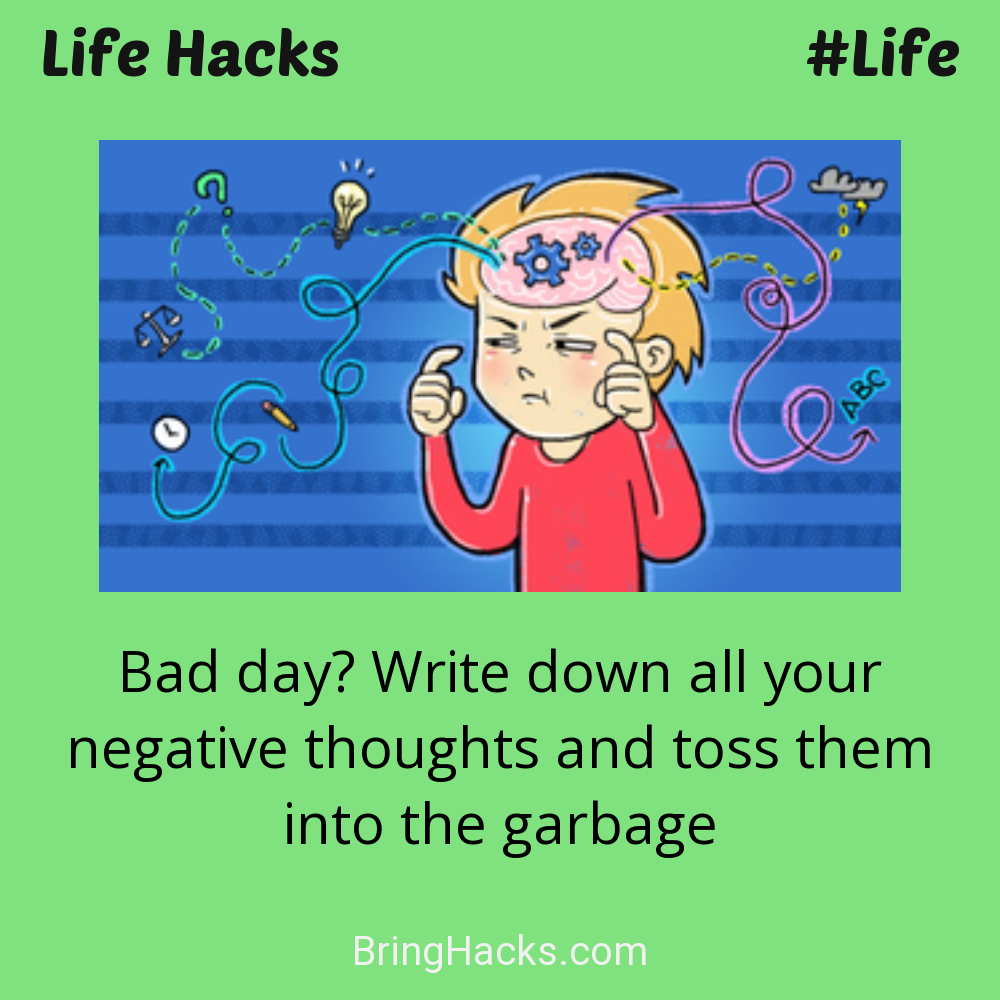 Life Hacks
#Life
?
ABC
Bad day? Write down all your
negative thoughts and toss them
into the garbage
BringHacks.com